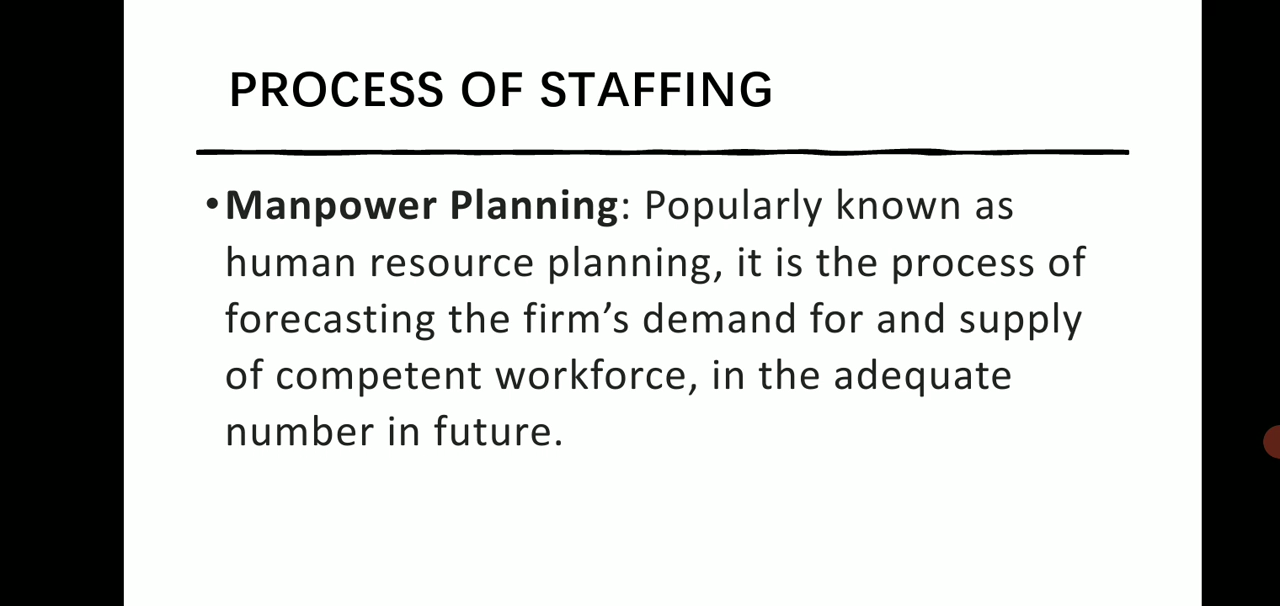 PROCESS OF STAFFING
•Manpower Planning: Popularly known as
human resource planning, it is the process of
forecasting the firm’s demand for and supply
of competent workforce, in the adequate
number in future.